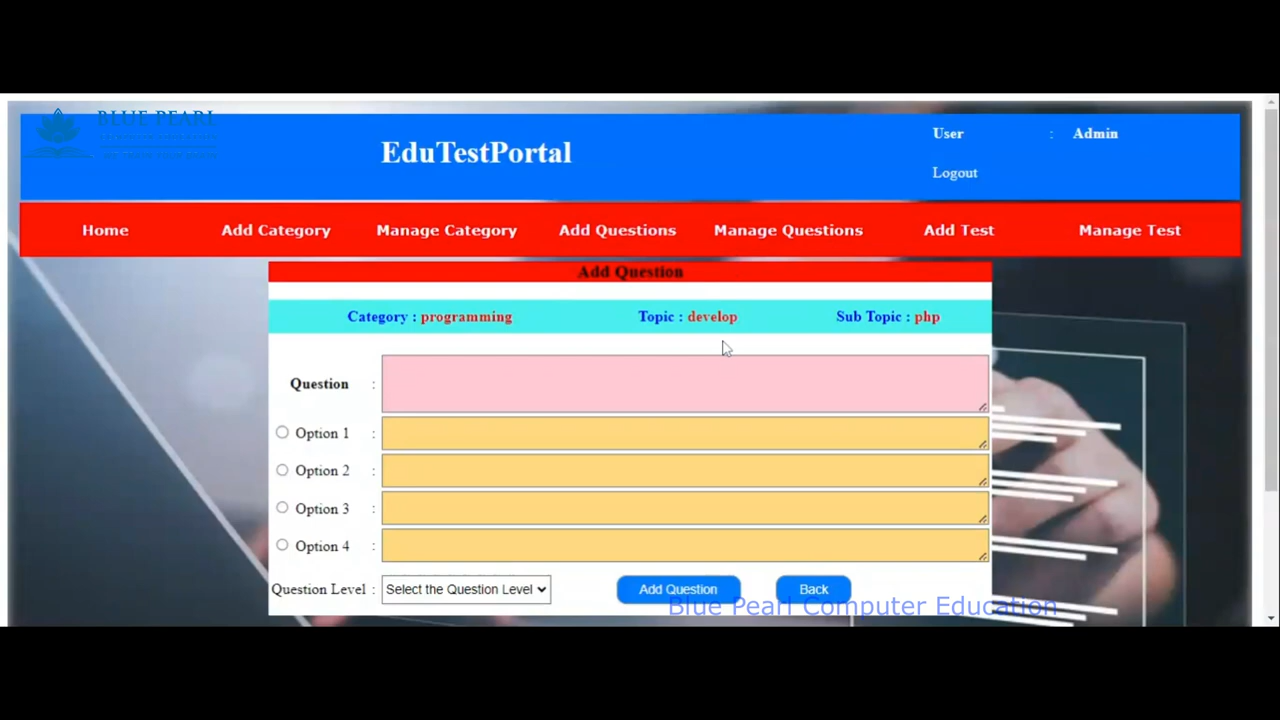 BLUE PEARL
EduTestPortal
User : Admin
Logout
Home Add Category Manage Category Add Questions Manage Questions Add Test Manage Test
Add Question
Category : programming Topic : develop Sub Topic : php
Question :
Option 1 :
Option 2 :
Option 3 :
Option 4 :
Question Level : Select the Question Level Add Question Back
Blue Pearl Computer Education